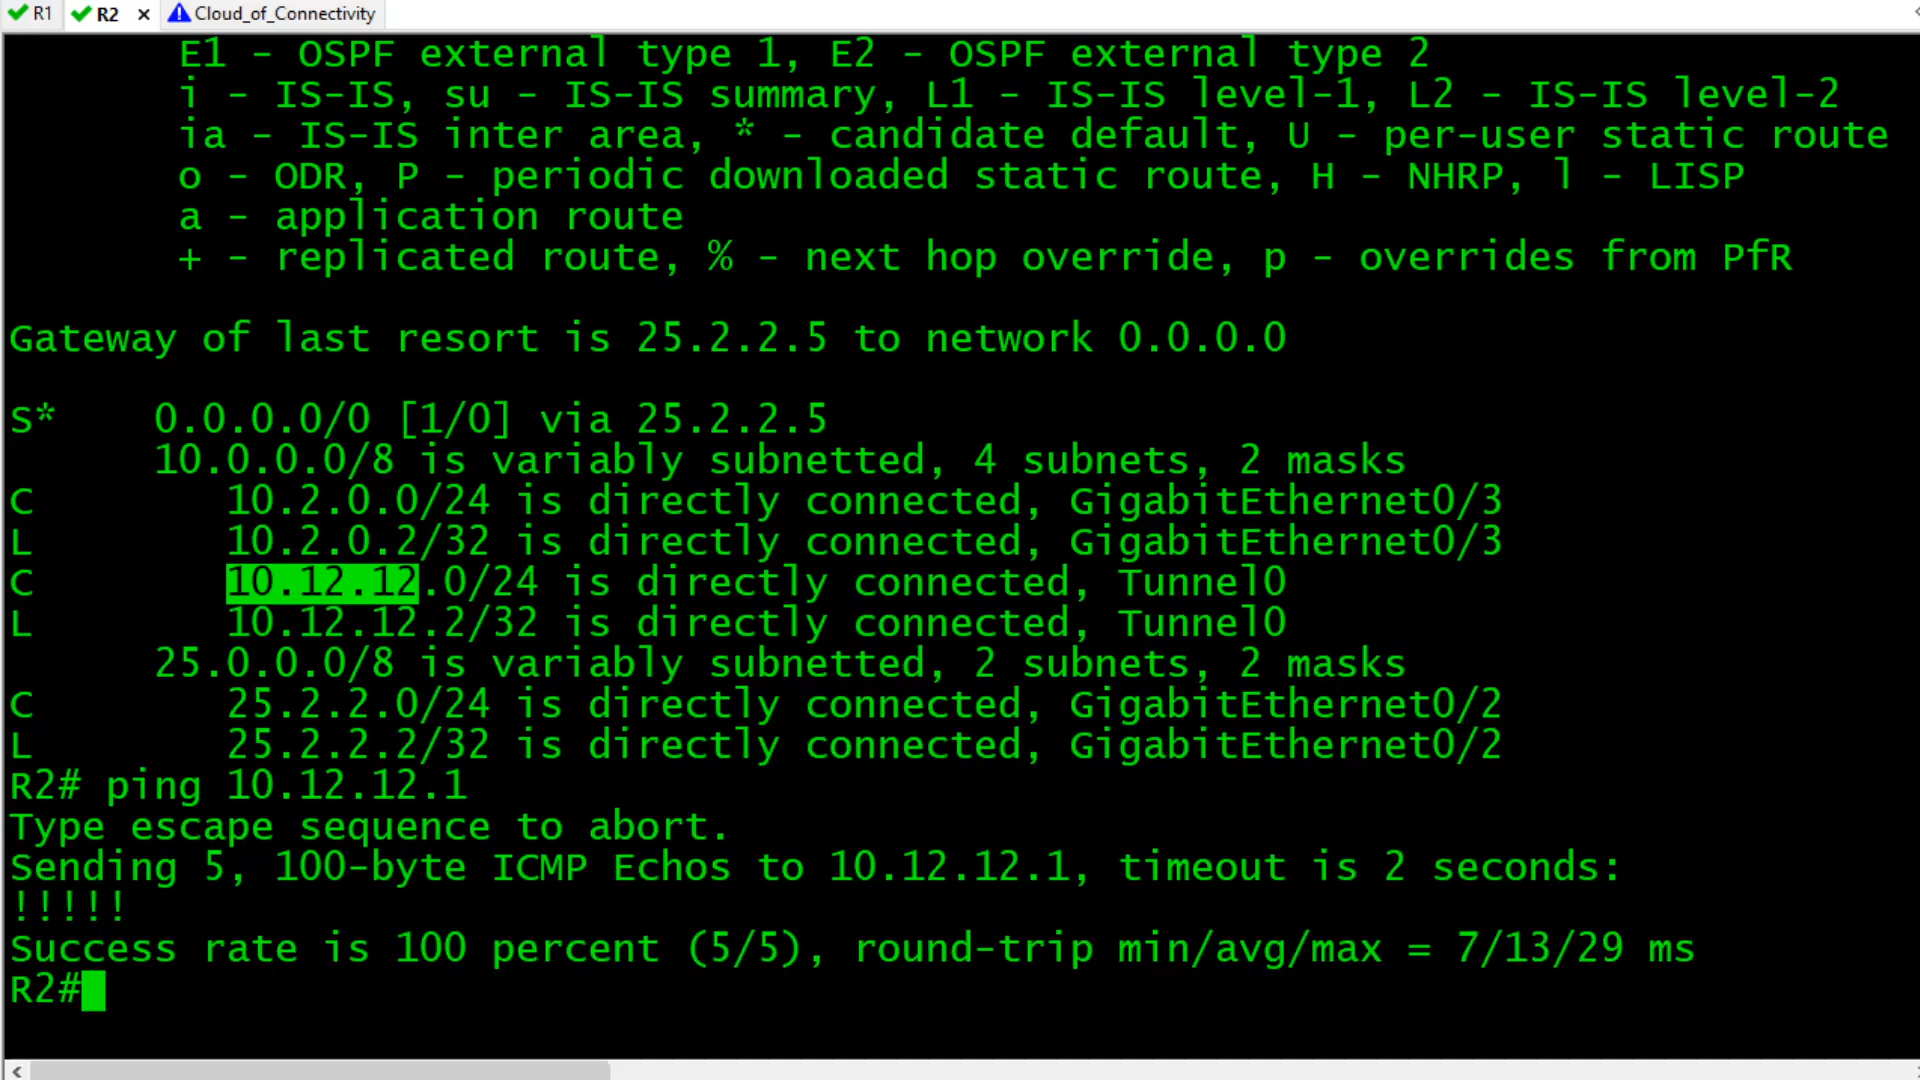 R1 R2 Cloud_of_Connectivity
E1 - OSPF external type 1, E2 - OSPF external type 2
i - IS-IS, su - IS-IS summary, L1 - IS-IS level-1, L2 - IS-IS level-2
ia - IS-IS inter area, * - candidate default, U - per-user static route
o - ODR, P - periodic downloaded static route, H - NHRP, l - LISP
a - application route
+ - replicated route, % - next hop override, p - overrides from PfR
Gateway of last resort is 25.2.2.5 to network 0.0.0.0
S*    0.0.0.0/0 [1/0] via 25.2.2.5
10.0.0.0/8 is variably subnetted, 4 subnets, 2 masks
C        10.2.0.0/24 is directly connected, GigabitEthernet0/3
L        10.2.0.2/32 is directly connected, GigabitEthernet0/3
C        10.12.12.0/24 is directly connected, Tunnel0
L        10.12.12.2/32 is directly connected, Tunnel0
25.0.0.0/8 is variably subnetted, 2 subnets, 2 masks
C        25.2.2.0/24 is directly connected, GigabitEthernet0/2
L        25.2.2.2/32 is directly connected, GigabitEthernet0/2
R2# ping 10.12.12.1
Type escape sequence to abort.
Sending 5, 100-byte ICMP Echos to 10.12.12.1, timeout is 2 seconds:
!!!!!
Success rate is 100 percent (5/5), round-trip min/avg/max = 7/13/29 ms
R2#